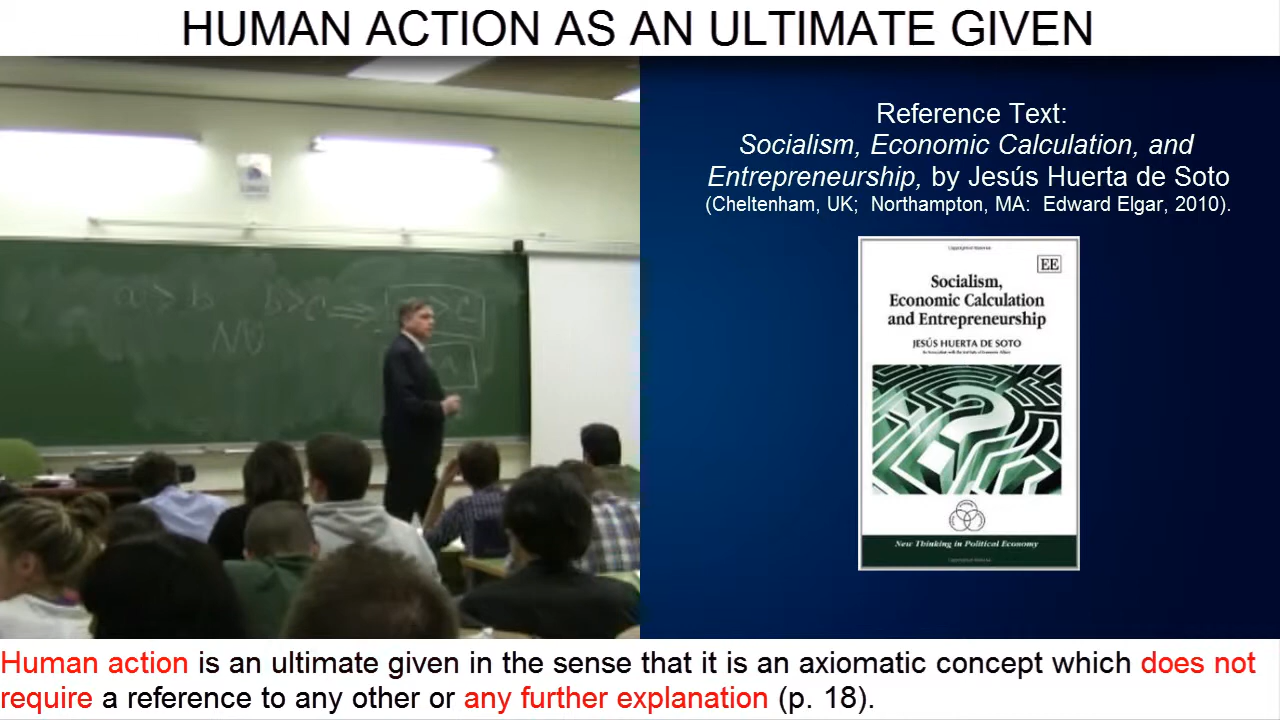 HUMAN ACTION AS AN ULTIMATE GIVEN
Reference Text:
Socialism, Economic Calculation, and
Entrepreneurship, by Jesús Huerta de Soto
(Cheltenham, UK; Northampton, MA: Edward Elgar, 2010).
EE
Socialism,
Economic Calculation
and Entrepreneurship
JESÚS HUERTA DE SOTO
New Thinking in Political Economy
a > b b > c ⇒ > C
NO
A
Human action is an ultimate given in the sense that it is an axiomatic concept which does not
require a reference to any other or any further explanation (p. 18).